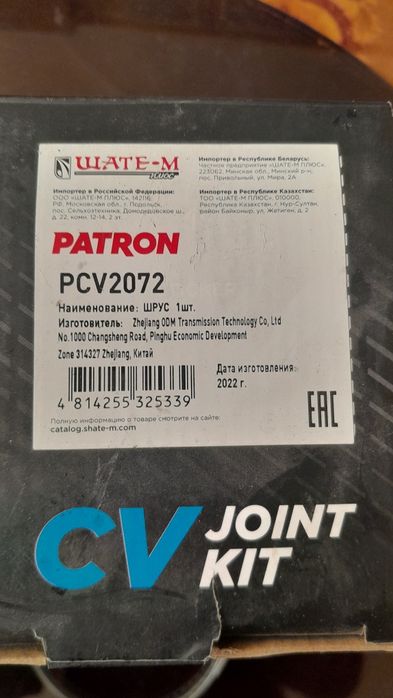 ШАТЕ-М
ПЛЮС
Импортер в Республике Беларусь:
Частное предприятие «ШАТЕ-М ПЛЮС»,
223062, Минская обл., Минский р-н,
пос. Привольный, ул. Мира, 2А
Импортер в Российской Федерации:
ООО «ШАТЕ-М ПЛЮС», 142116,
РФ, Московская обл., г. Подольск,
пос. Сельхозтехника, Домодедовское ш.,
д. 22, комн. 12-14, 2 эт.
Импортер в Республике Казахстан:
ТОО «ШАТЕ-М ПЛЮС», 010000,
Республика Казахстан, г. Нур-Султан,
район Байконыр, ул. Жетиген, д. 2
PATRON
PCV2072
Наименование: ШРУС 1шт.
Изготовитель: Zhejiang ODM Transmission Technology Co, Ltd
No.1000 Changsheng Road, Pinghu Economic Development
Zone 314327 Zhejiang, Китай
Дата изготовления:
2022 г.
4 814255 325339
EAC
Полную информацию о товаре смотрите на сайте:
catalog.shate-m.com
CV JOINT
KIT